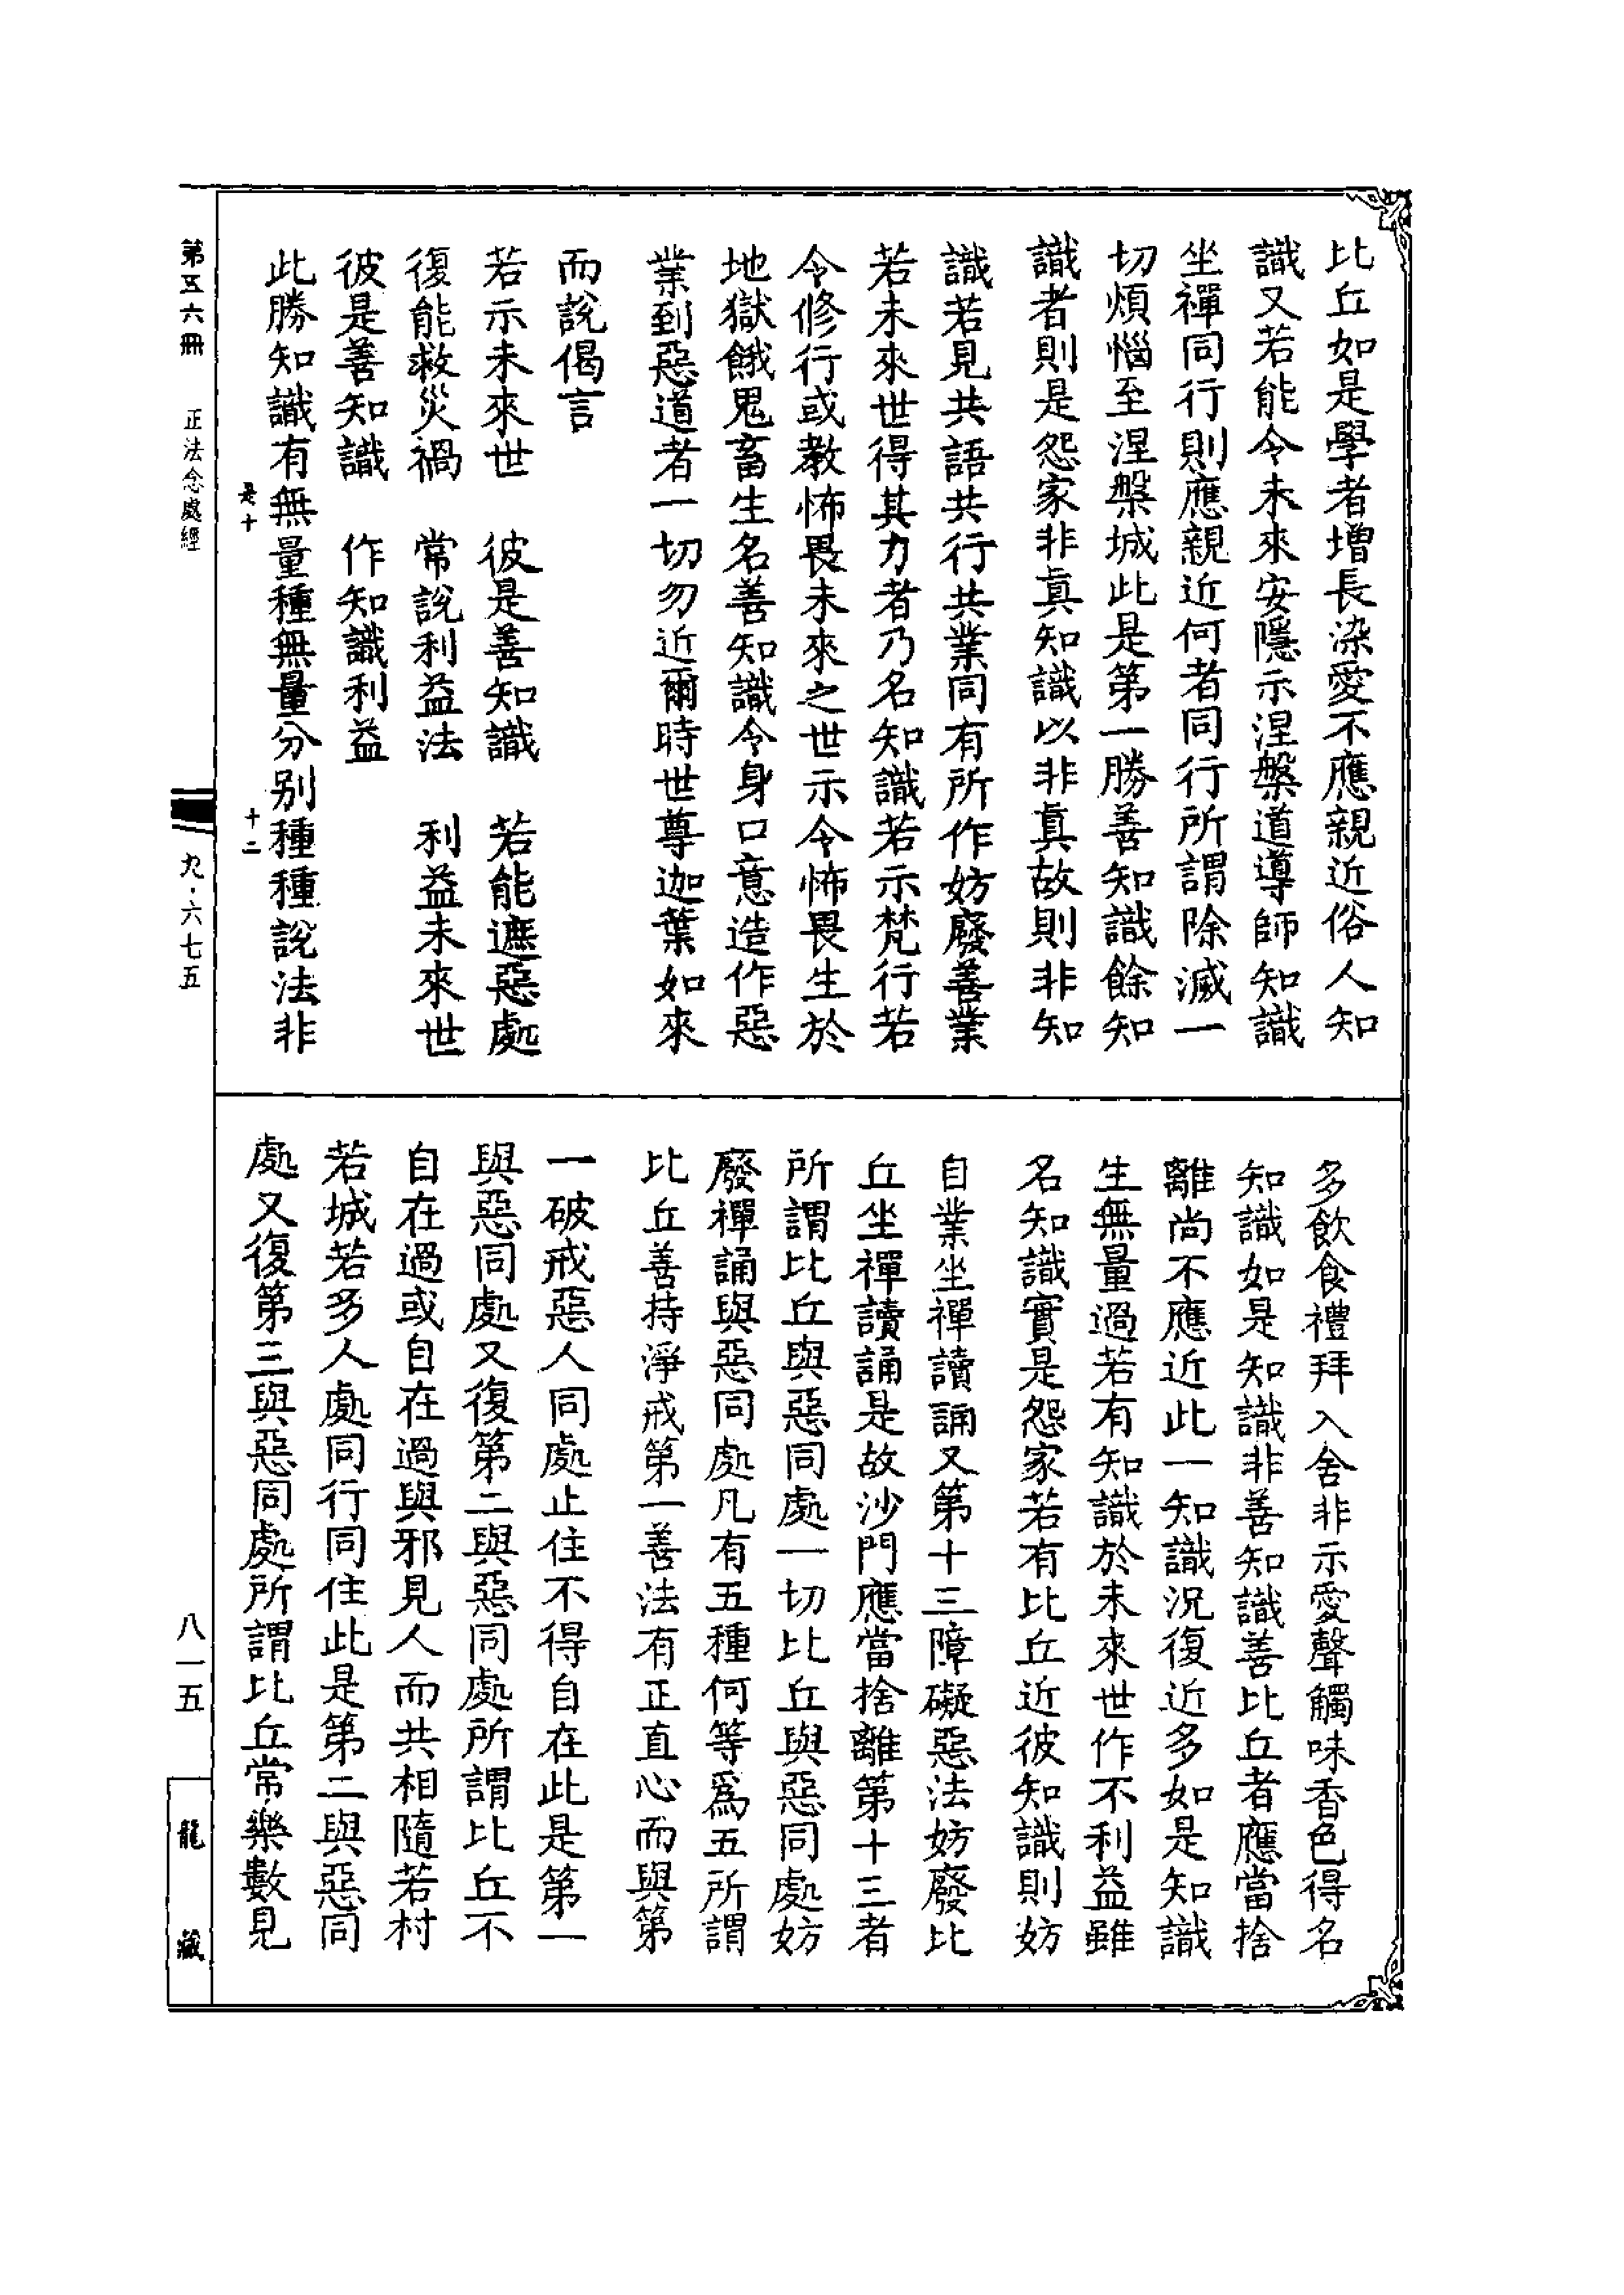 比丘如是學者增長染愛不應親近俗人知
識又若能令未來安隱示涅槃道導師知識
坐禪同行則應親近何者同行所謂除滅一
切煩惱至涅槃城此是第一勝善知識餘知
識者則是怨家非真知識以非真故則非知
識若見共語共行共業同有所作妨廢善業
若未來世得其力者乃名知識若示梵行若
令修行或教怖畏未來之世示令怖畏生於
地獄餓鬼畜生名善知識令身口意造作惡
業到惡道者一切勿近爾時世尊迦葉如來
而說偈言
若示未來世　彼是善知識　若能遮惡處
復能救災禍　常說利益法　利益未來世
彼是善知識　作知識利益
此勝知識有無量種無量分別種種說法非
是十　十二
多飲食禮拜入舍非示愛聲觸味香色得名
知識如是知識非善知識善比丘者應當捨
離尚不應近此一知識況復近多如是知識
生無量過若有知識於未來世作不利益雖
名知識實是怨家若有比丘近彼知識則妨
自業坐禪讀誦又第十三障礙惡法妨廢比
丘坐禪讀誦是故沙門應當捨離第十三者
所謂比丘與惡同處一切比丘與惡同處妨
廢禪誦與惡同處凡有五種何等爲五所謂
比丘善持淨戒第一善法有正直心而與第
一破戒惡人同處止住不得自在此是第一
與惡同處又復第二與惡同處所謂比丘不
自在過或自在過與邪見人而共相隨若村
若城若多人處同行同住此是第二與惡同
處又復第三與惡同處所謂比丘常樂數見
第五六冊　正法念處經　九·六七五　八一五　龍藏